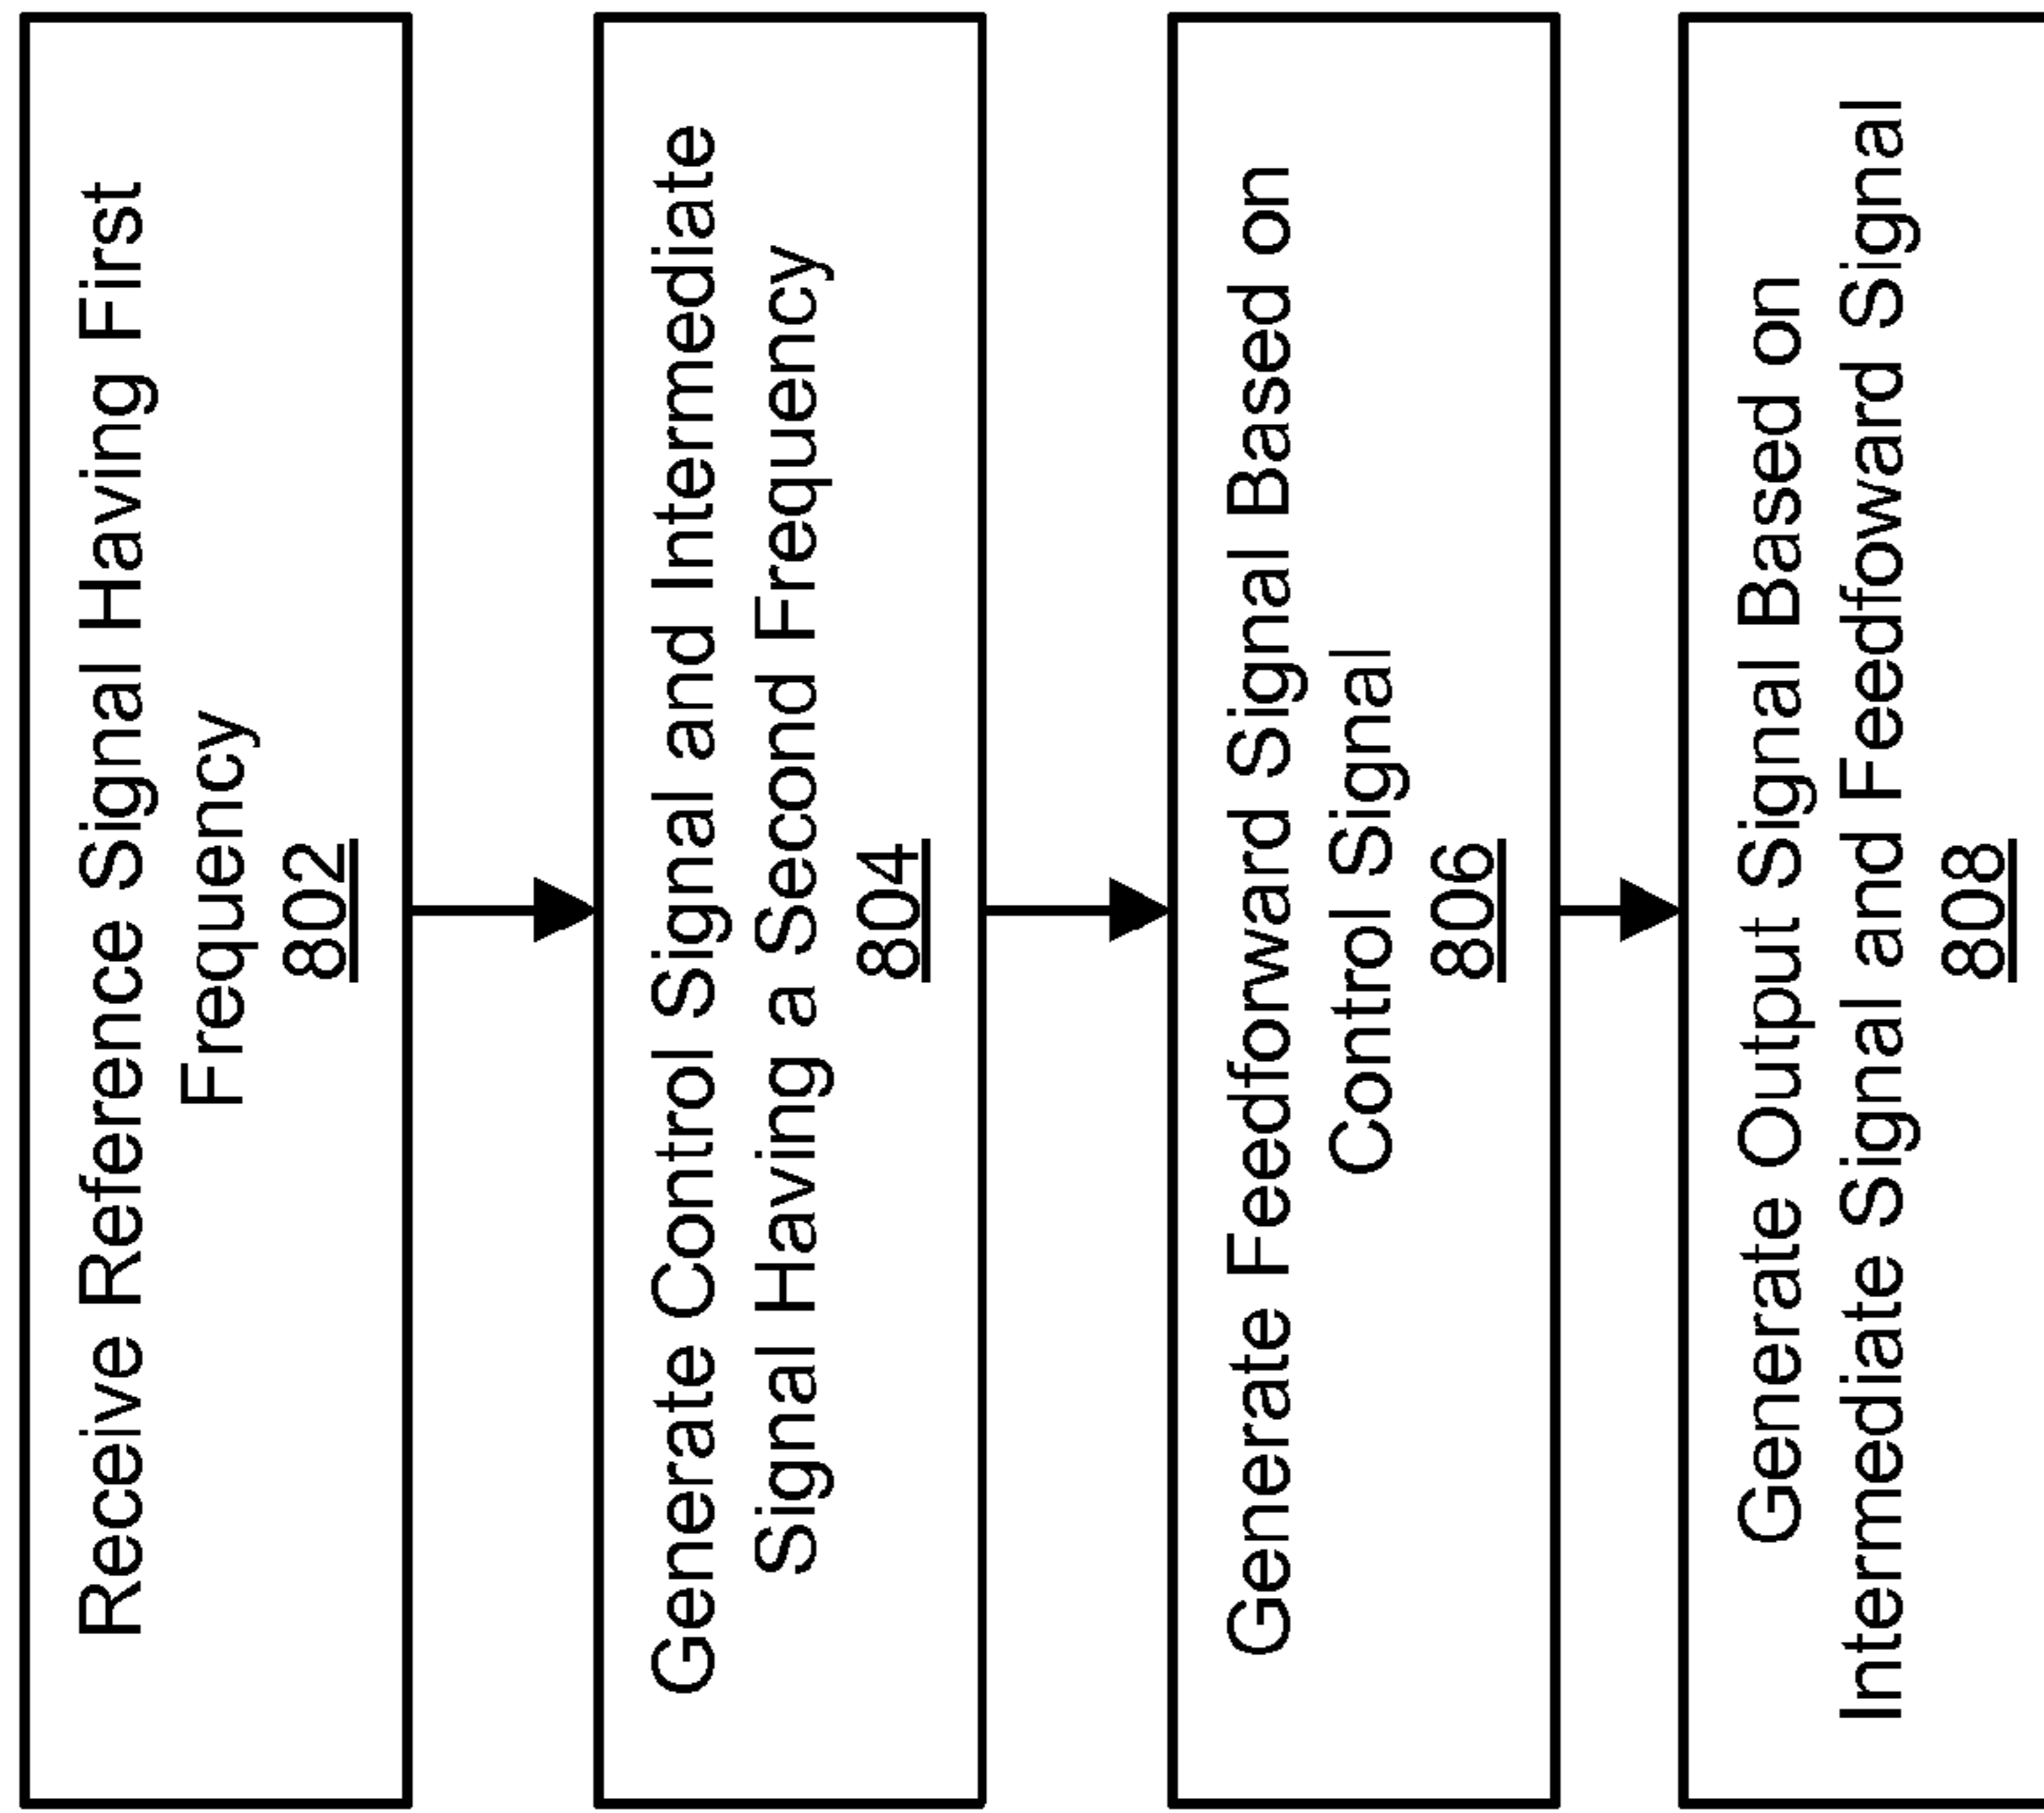 Receive Reference Signal Having First
Frequency
802
Generate Control Signal and Intermediate
Signal Having a Second Frequency
804
Generate Feedforward Signal Based on
Control Signal
806
Generate Output Signal Based on
Intermediate Signal and Feedfoward Signal
808